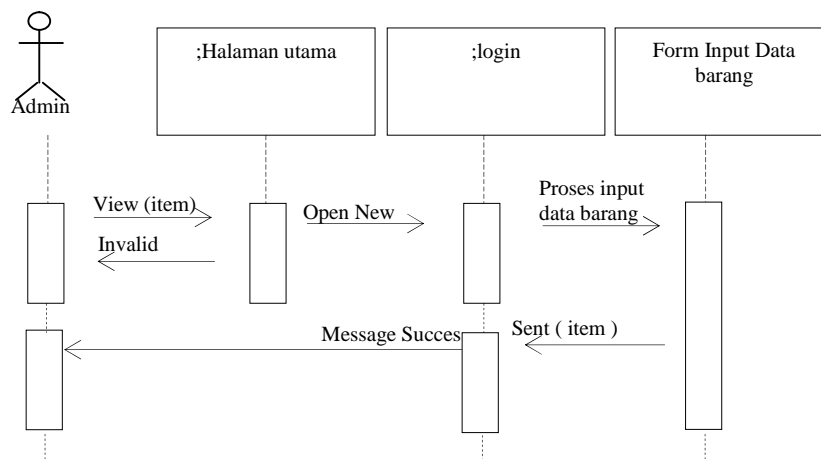 ;Halaman utama
;login
Form Input Data
barang
Admin
View (item)
Open New
Proses input
data barang
Invalid
Message Succes
Sent ( item )